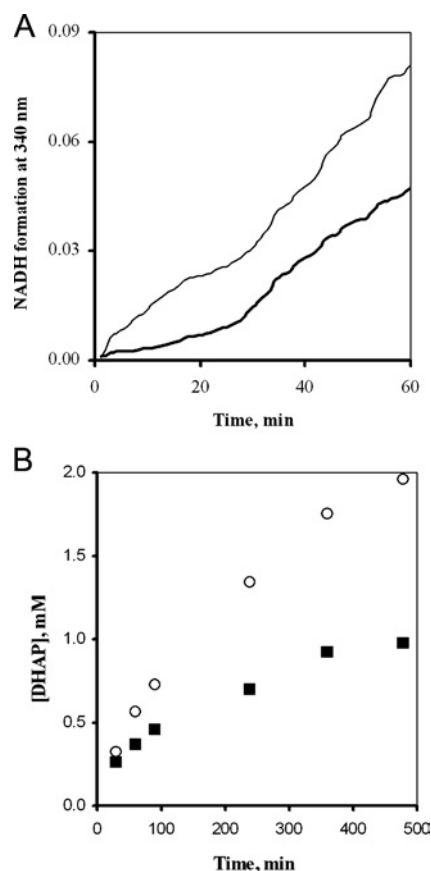 A
0.09
0.06
0.03
0.00
NADH formation at 340 nm
0 20 40 60
Time, min
B
2.0
1.5
1.0
0.5
0.0
[DHAP], mM
0 100 200 300 400 500
Time, min